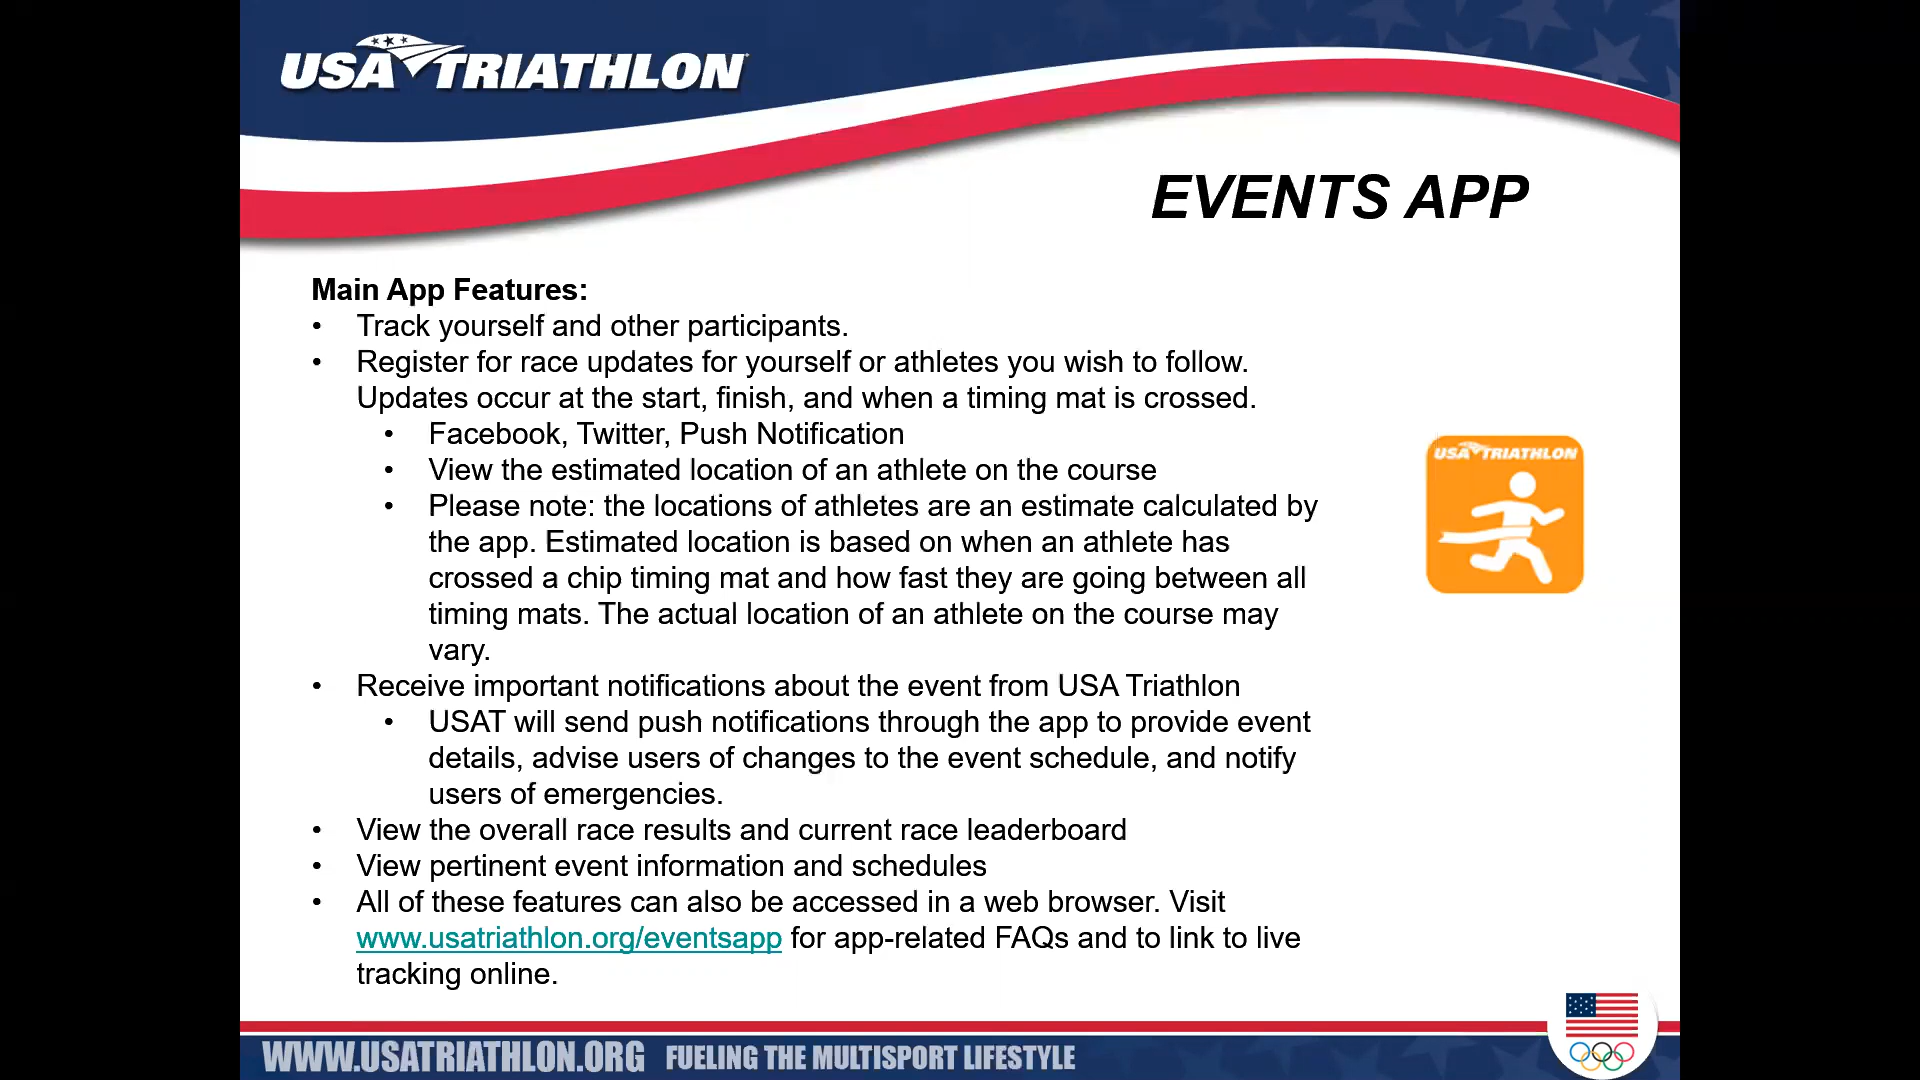 USA TRIATHLON
EVENTS APP
Main App Features:
• Track yourself and other participants.
• Register for race updates for yourself or athletes you wish to follow.
Updates occur at the start, finish, and when a timing mat is crossed.
• Facebook, Twitter, Push Notification
• View the estimated location of an athlete on the course
• Please note: the locations of athletes are an estimate calculated by
the app. Estimated location is based on when an athlete has
crossed a chip timing mat and how fast they are going between all
timing mats. The actual location of an athlete on the course may
vary.
USA TRIATHLON
• Receive important notifications about the event from USA Triathlon
• USAT will send push notifications through the app to provide event
details, advise users of changes to the event schedule, and notify
users of emergencies.
• View the overall race results and current race leaderboard
• View pertinent event information and schedules
• All of these features can also be accessed in a web browser. Visit
www.usatriathlon.org/eventsapp for app-related FAQs and to link to live
tracking online.
WWW.USATRIATHLON.ORG FUELING THE MULTISPORT LIFESTYLE